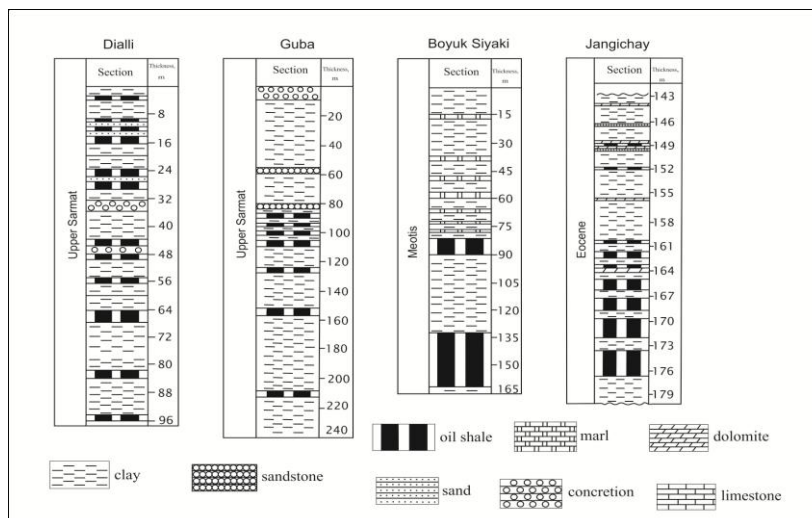 Dialli
Guba
Boyuk Siyaki
Jangichay
Section
Thickness, m
Upper Sarmat
8
16
24
32
40
48
56
64
72
80
88
96
Section
Thickness, m
Upper Sarmat
20
40
60
80
100
120
140
160
180
200
220
240
Section
Thickness, m
Meotis
15
30
45
60
75
90
105
120
135
150
165
Section
Thickness, m
Eocene
143
146
149
152
155
158
161
164
167
170
173
176
179
oil shale
marl
dolomite
clay
sandstone
sand
concretion
limestone